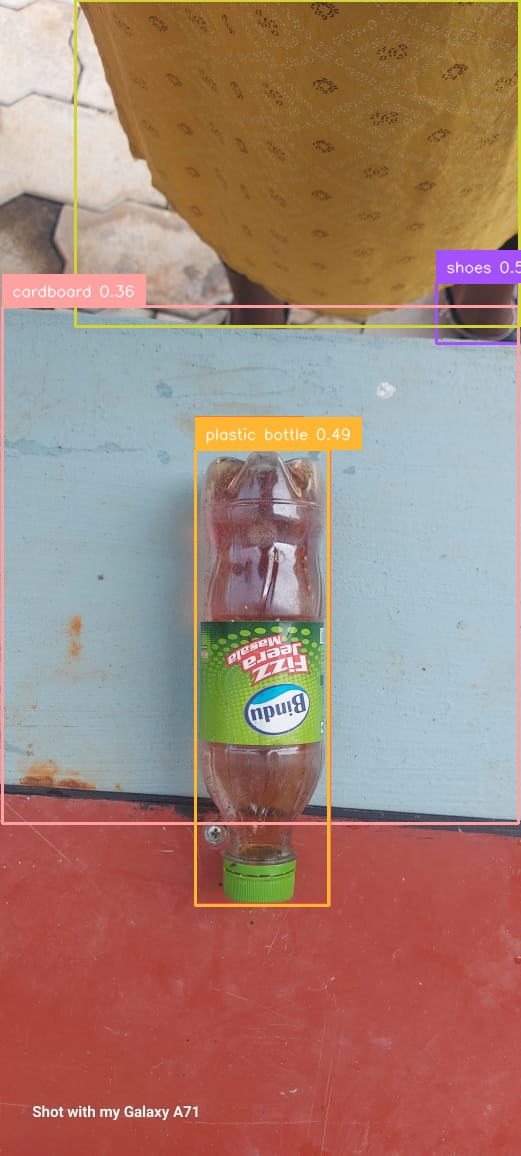 shoes 0.5
cardboard 0.36
plastic bottle 0.49
Bindu
Fizz
Jeera
Masala
Shot with my Galaxy A71